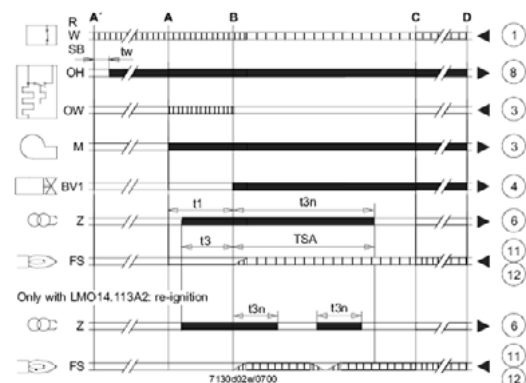 A´ A B C D
R
W 1
SB tw
OH 8
OW 3
M 3
BV1 4
t1 t3n
Z 6
t3 TSA
FS 11
12
Only with LMO14.113A2: re-ignition
t3n t3n
Z 6
FS 11
7130d02e/0700 12